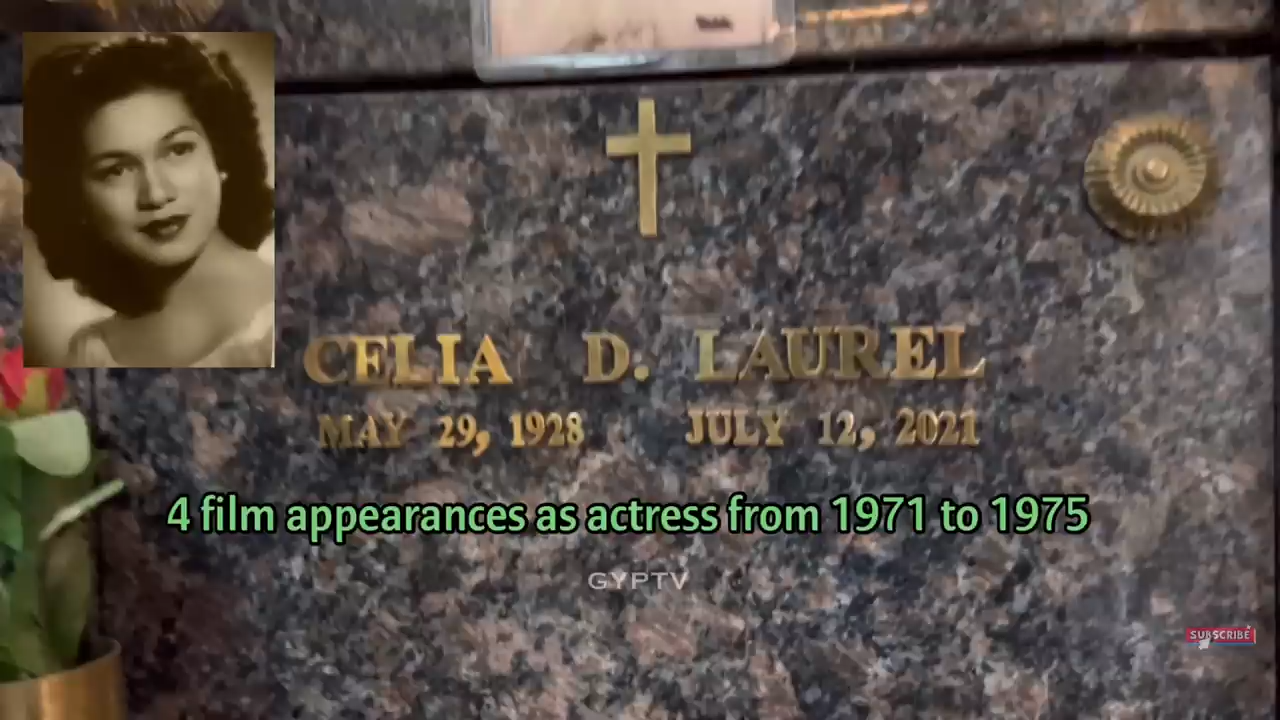 CELIA D. LAUREL
MAY 29, 1928 JULY 12, 2021
4 film appearances as actress from 1971 to 1975
GYPTV
SUBSCRIBE